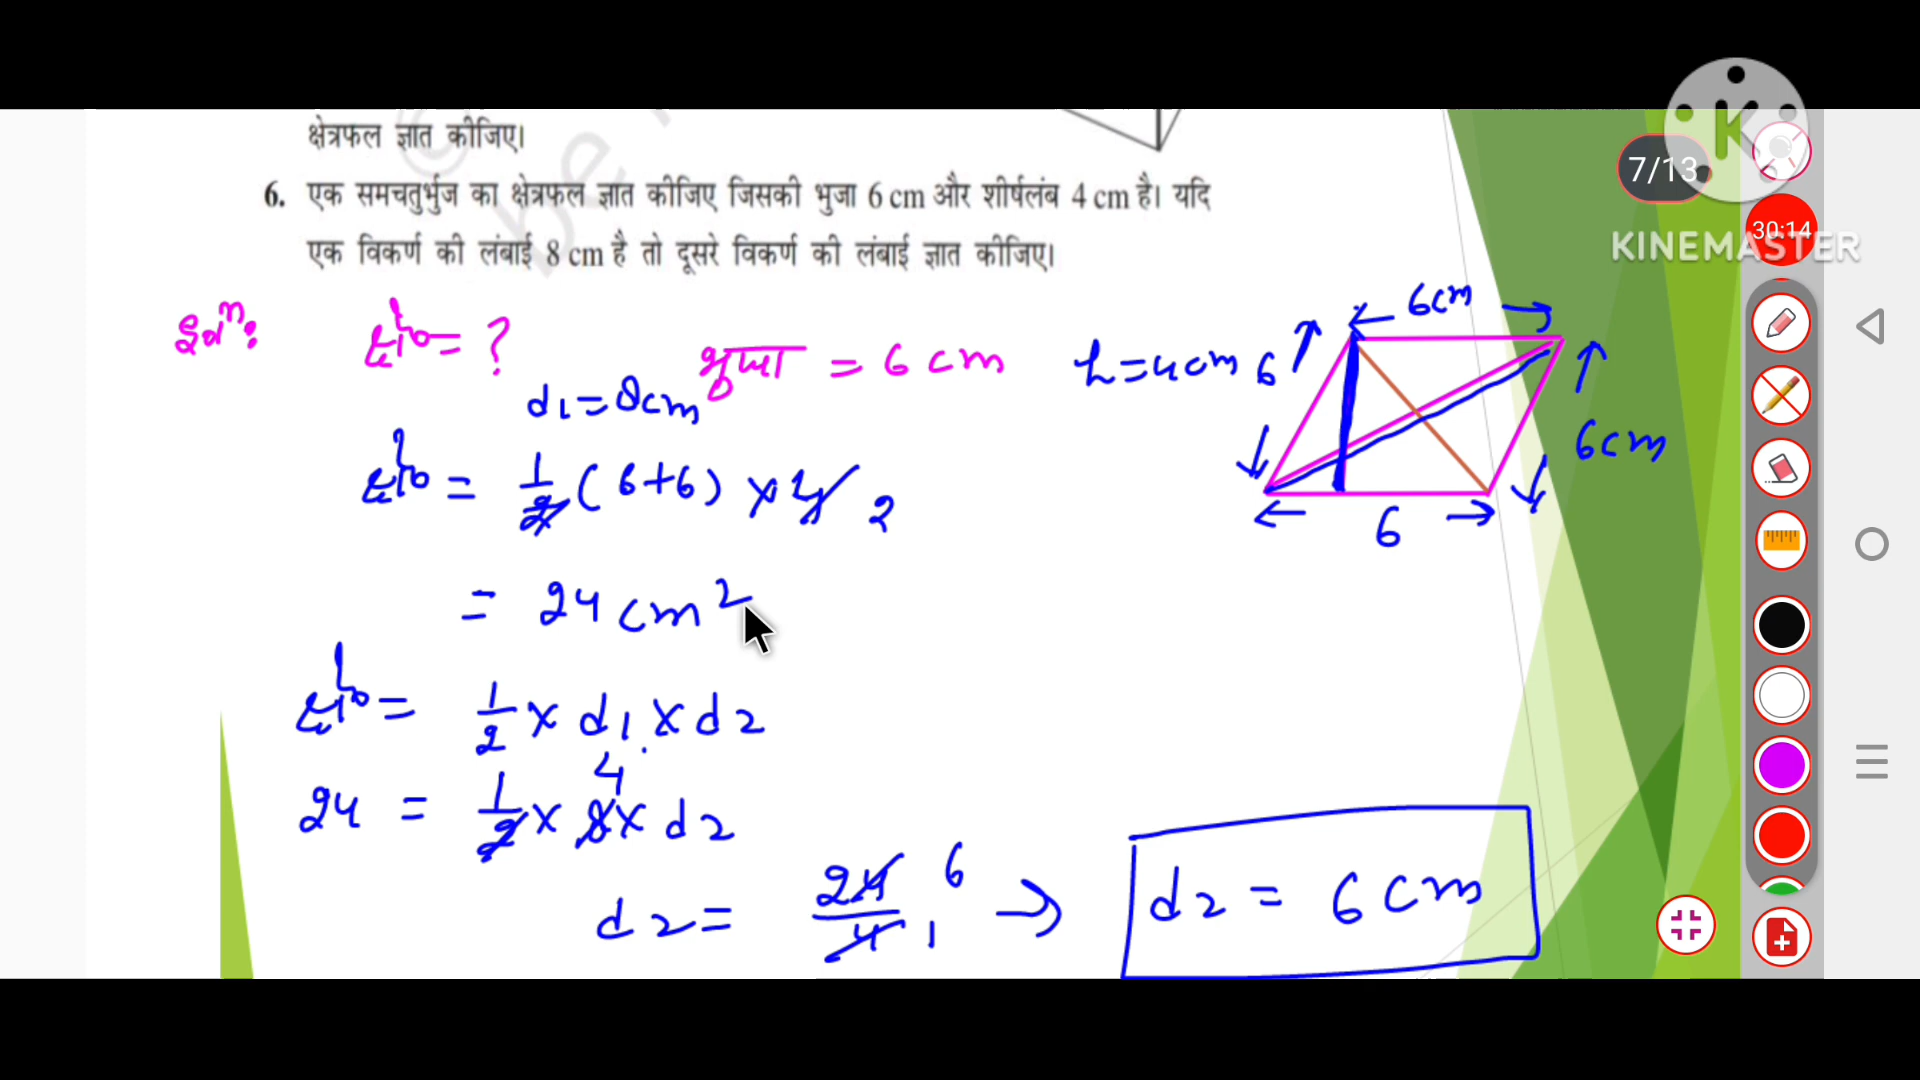 क्षेत्रफल ज्ञात कीजिए।
6. एक समचतुर्भुज का क्षेत्रफल ज्ञात कीजिए जिसकी भुजा 6 cm और शीर्षलंब 4 cm है। यदि
एक विकर्ण की लंबाई 8 cm है तो दूसरे विकर्ण की लंबाई ज्ञात कीजिए।
7/13
30:14
KINEMASTER
क्षे० = ?
भुजा = 6 cm
h = 4cm
6
6cm
6cm
6
d1 = 8cm
क्षे० = 1/2 (6+6) × 4 2
= 24 cm²
क्षे० = 1/2 × d1 × d2
4
24 = 1/2 × 8 × d2
d2 = 24/4 6 1 → d2 = 6 cm